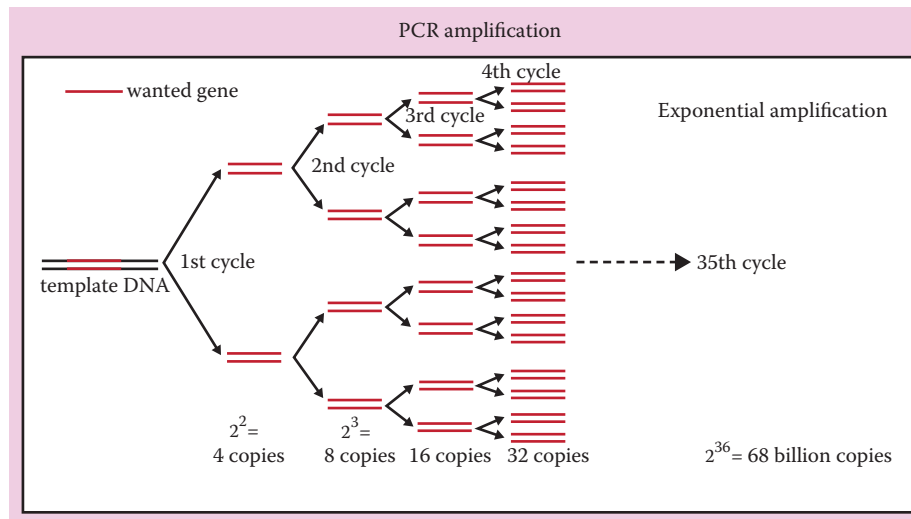 PCR amplification
4th cycle
wanted gene
3rd cycle
Exponential amplification
2nd cycle
1st cycle
35th cycle
template DNA
2² =
4 copies
2³ =
8 copies
16 copies
32 copies
2³⁶ = 68 billion copies